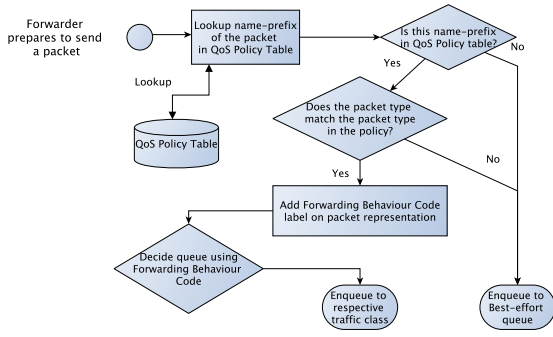 Forwarder
prepares to send
a packet
Lookup name-prefix
of the packet
in QoS Policy Table
Is this name-prefix
in QoS Policy table?
No
Yes
Lookup
QoS Policy Table
Does the packet type
match the packet type
in the policy?
No
Yes
Add Forwarding Behaviour Code
label on packet representation
Decide queue using
Forwarding Behaviour
Code
Enqueue to
respective
traffic class
Enqueue to
Best-effort
queue